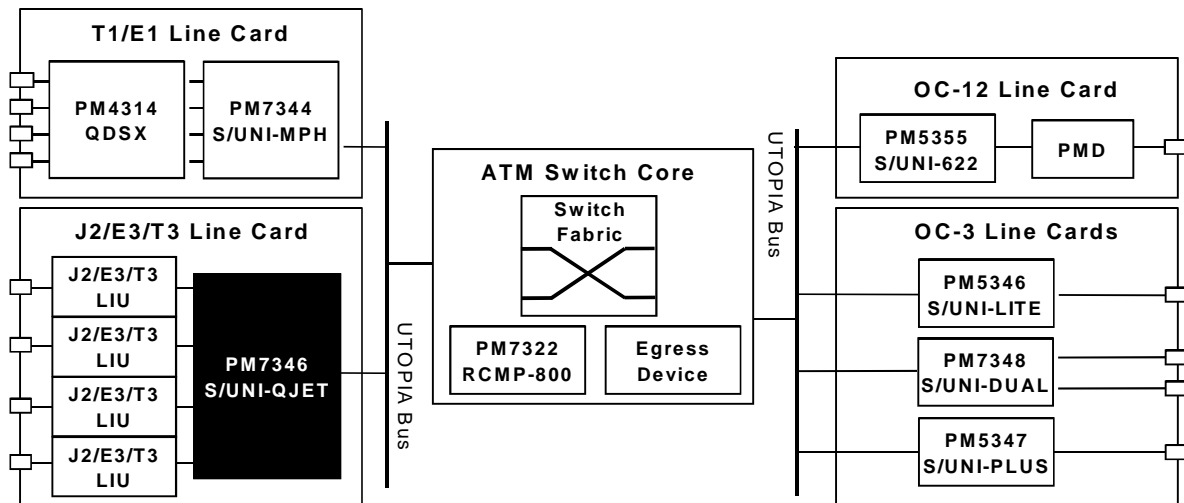 T1/E1 Line Card
PM4314
QDSX
PM7344
S/UNI-MPH
J2/E3/T3 Line Card
J2/E3/T3
LIU
J2/E3/T3
LIU
J2/E3/T3
LIU
J2/E3/T3
LIU
PM7346
S/UNI-QJET
UTOPIA Bus
ATM Switch Core
Switch
Fabric
PM7322
RCMP-800
Egress
Device
UTOPIA Bus
OC-12 Line Card
PM5355
S/UNI-622
PMD
OC-3 Line Cards
PM5346
S/UNI-LITE
PM7348
S/UNI-DUAL
PM5347
S/UNI-PLUS